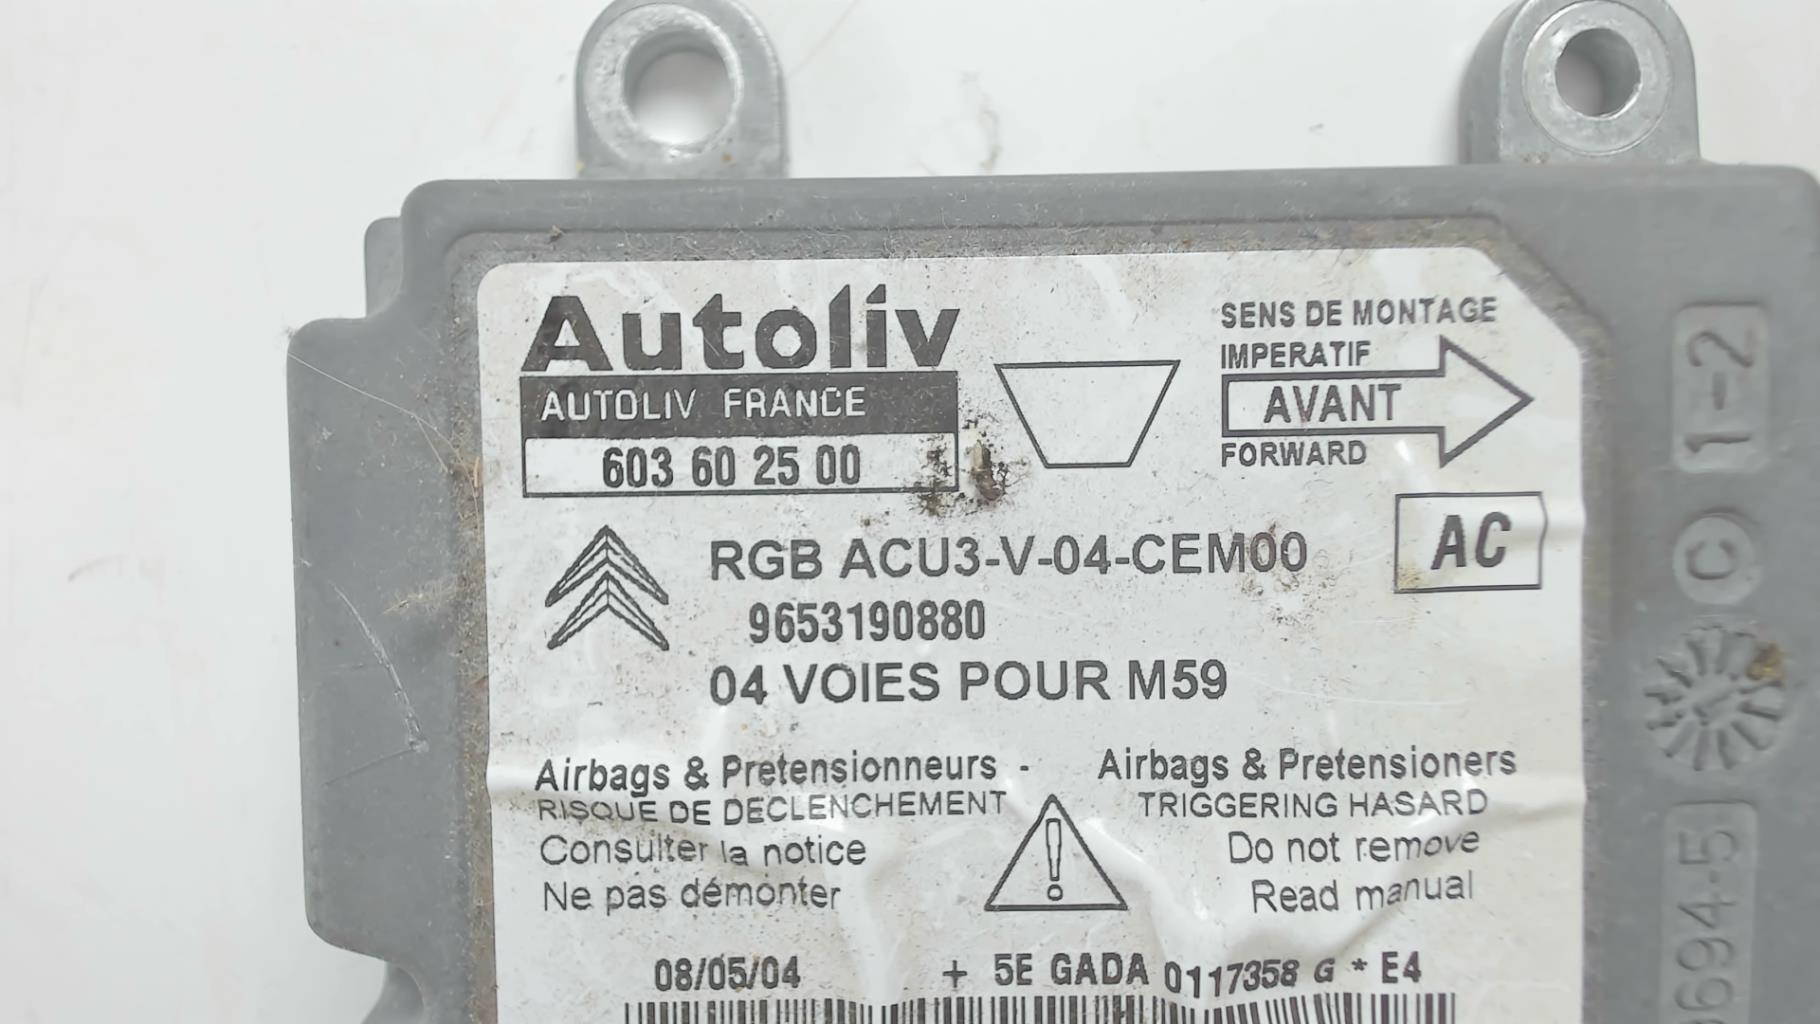 Autoliv
AUTOLIV FRANCE
603 60 25 00
SENS DE MONTAGE
IMPERATIF
AVANT
FORWARD
AC
RGB ACU3-V-04-CEM00
9653190880
04 VOIES POUR M59
Airbags & Pretensionneurs - Airbags & Pretensioners
RISQUE DE DECLENCHEMENT
TRIGGERING HASARD
Consulter la notice
Do not remove
Ne pas démonter
Read manual
08/05/04 + 5E GADA 0117358 G * E4
1-2
C
694-5